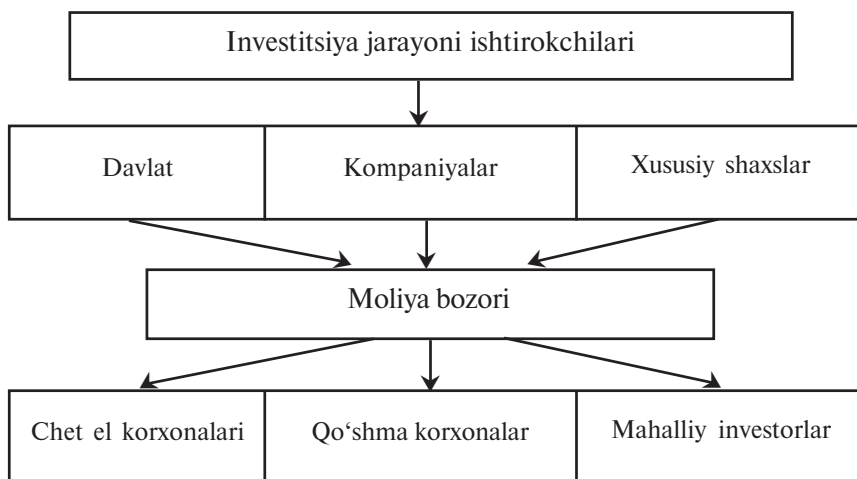 Investitsiya jarayoni ishtirokchilari
Davlat
Kompaniyalar
Xususiy shaxslar
Moliya bozori
Chet el korxonalari
Qo‘shma korxonalar
Mahalliy investorlar